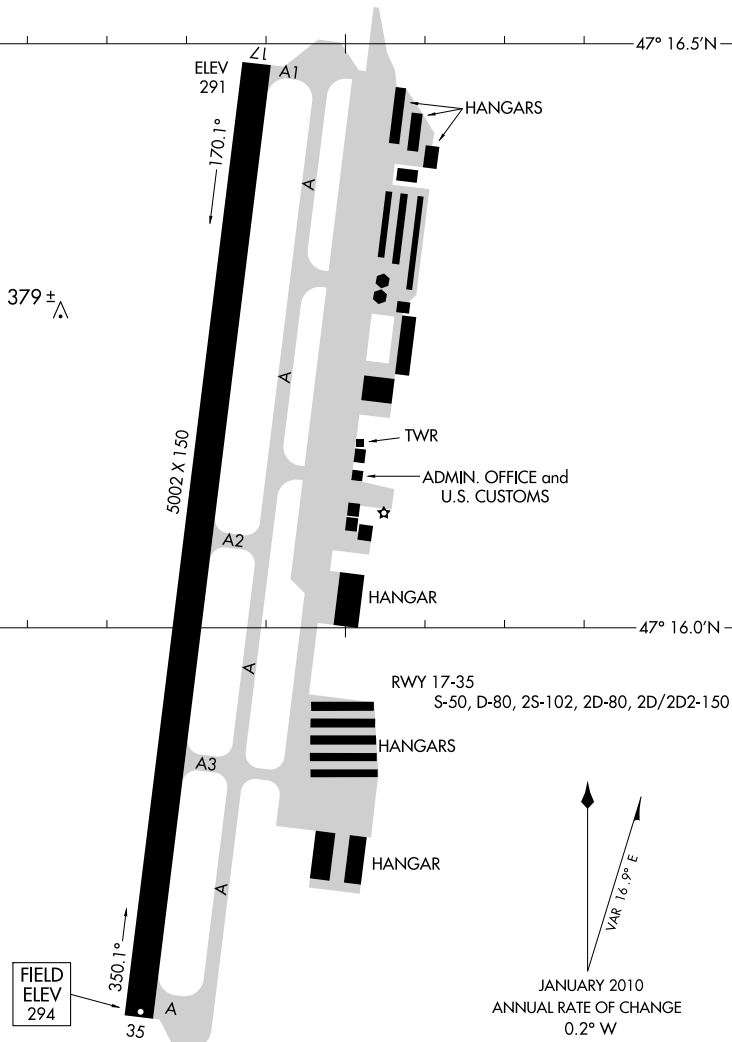 47° 16.5'N
17
ELEV
291
A1
HANGARS
170.1°
A
379 ±
A
5002 X 150
TWR
ADMIN. OFFICE and
U.S. CUSTOMS
A2
HANGAR
47° 16.0'N
A
RWY 17-35
S-50, D-80, 2S-102, 2D-80, 2D/2D2-150
HANGARS
A3
HANGAR
A
VAR 16.9° E
350.1°
FIELD
ELEV
294
A
35
JANUARY 2010
ANNUAL RATE OF CHANGE
0.2° W